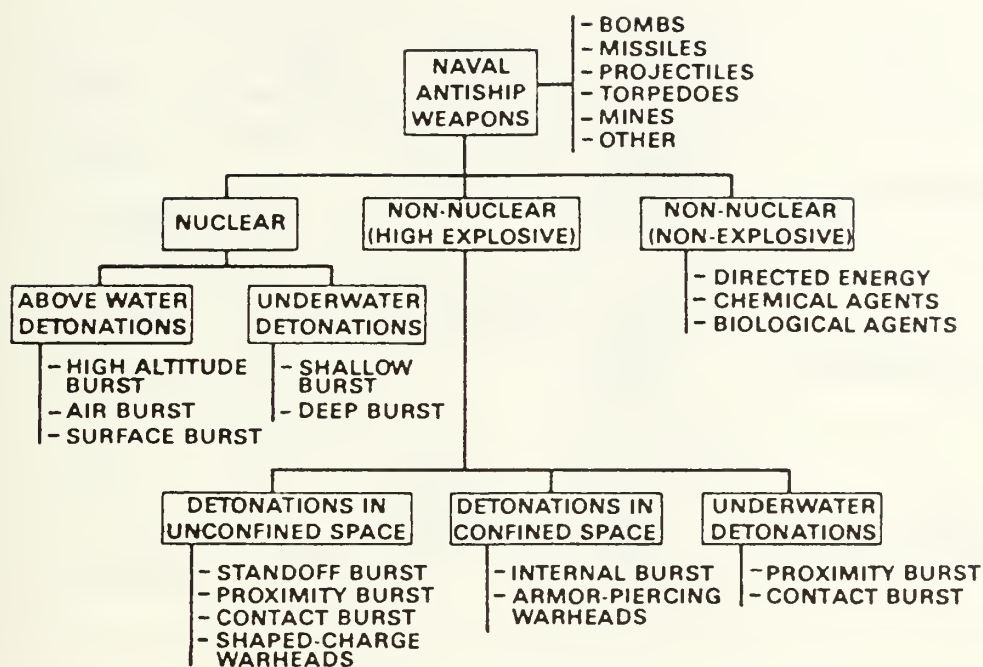 NAVAL
ANTISHIP
WEAPONS
- BOMBS
- MISSILES
- PROJECTILES
- TORPEDOES
- MINES
- OTHER
NUCLEAR
NON-NUCLEAR
(HIGH EXPLOSIVE)
NON-NUCLEAR
(NON-EXPLOSIVE)
- DIRECTED ENERGY
- CHEMICAL AGENTS
- BIOLOGICAL AGENTS
ABOVE WATER
DETONATIONS
- HIGH ALTITUDE
BURST
- AIR BURST
- SURFACE BURST
UNDERWATER
DETONATIONS
- SHALLOW
BURST
- DEEP BURST
DETONATIONS IN
UNCONFINED SPACE
- STANDOFF BURST
- PROXIMITY BURST
- CONTACT BURST
- SHAPED-CHARGE
WARHEADS
DETONATIONS IN
CONFINED SPACE
- INTERNAL BURST
- ARMOR-PIERCING
WARHEADS
UNDERWATER
DETONATIONS
- PROXIMITY BURST
- CONTACT BURST